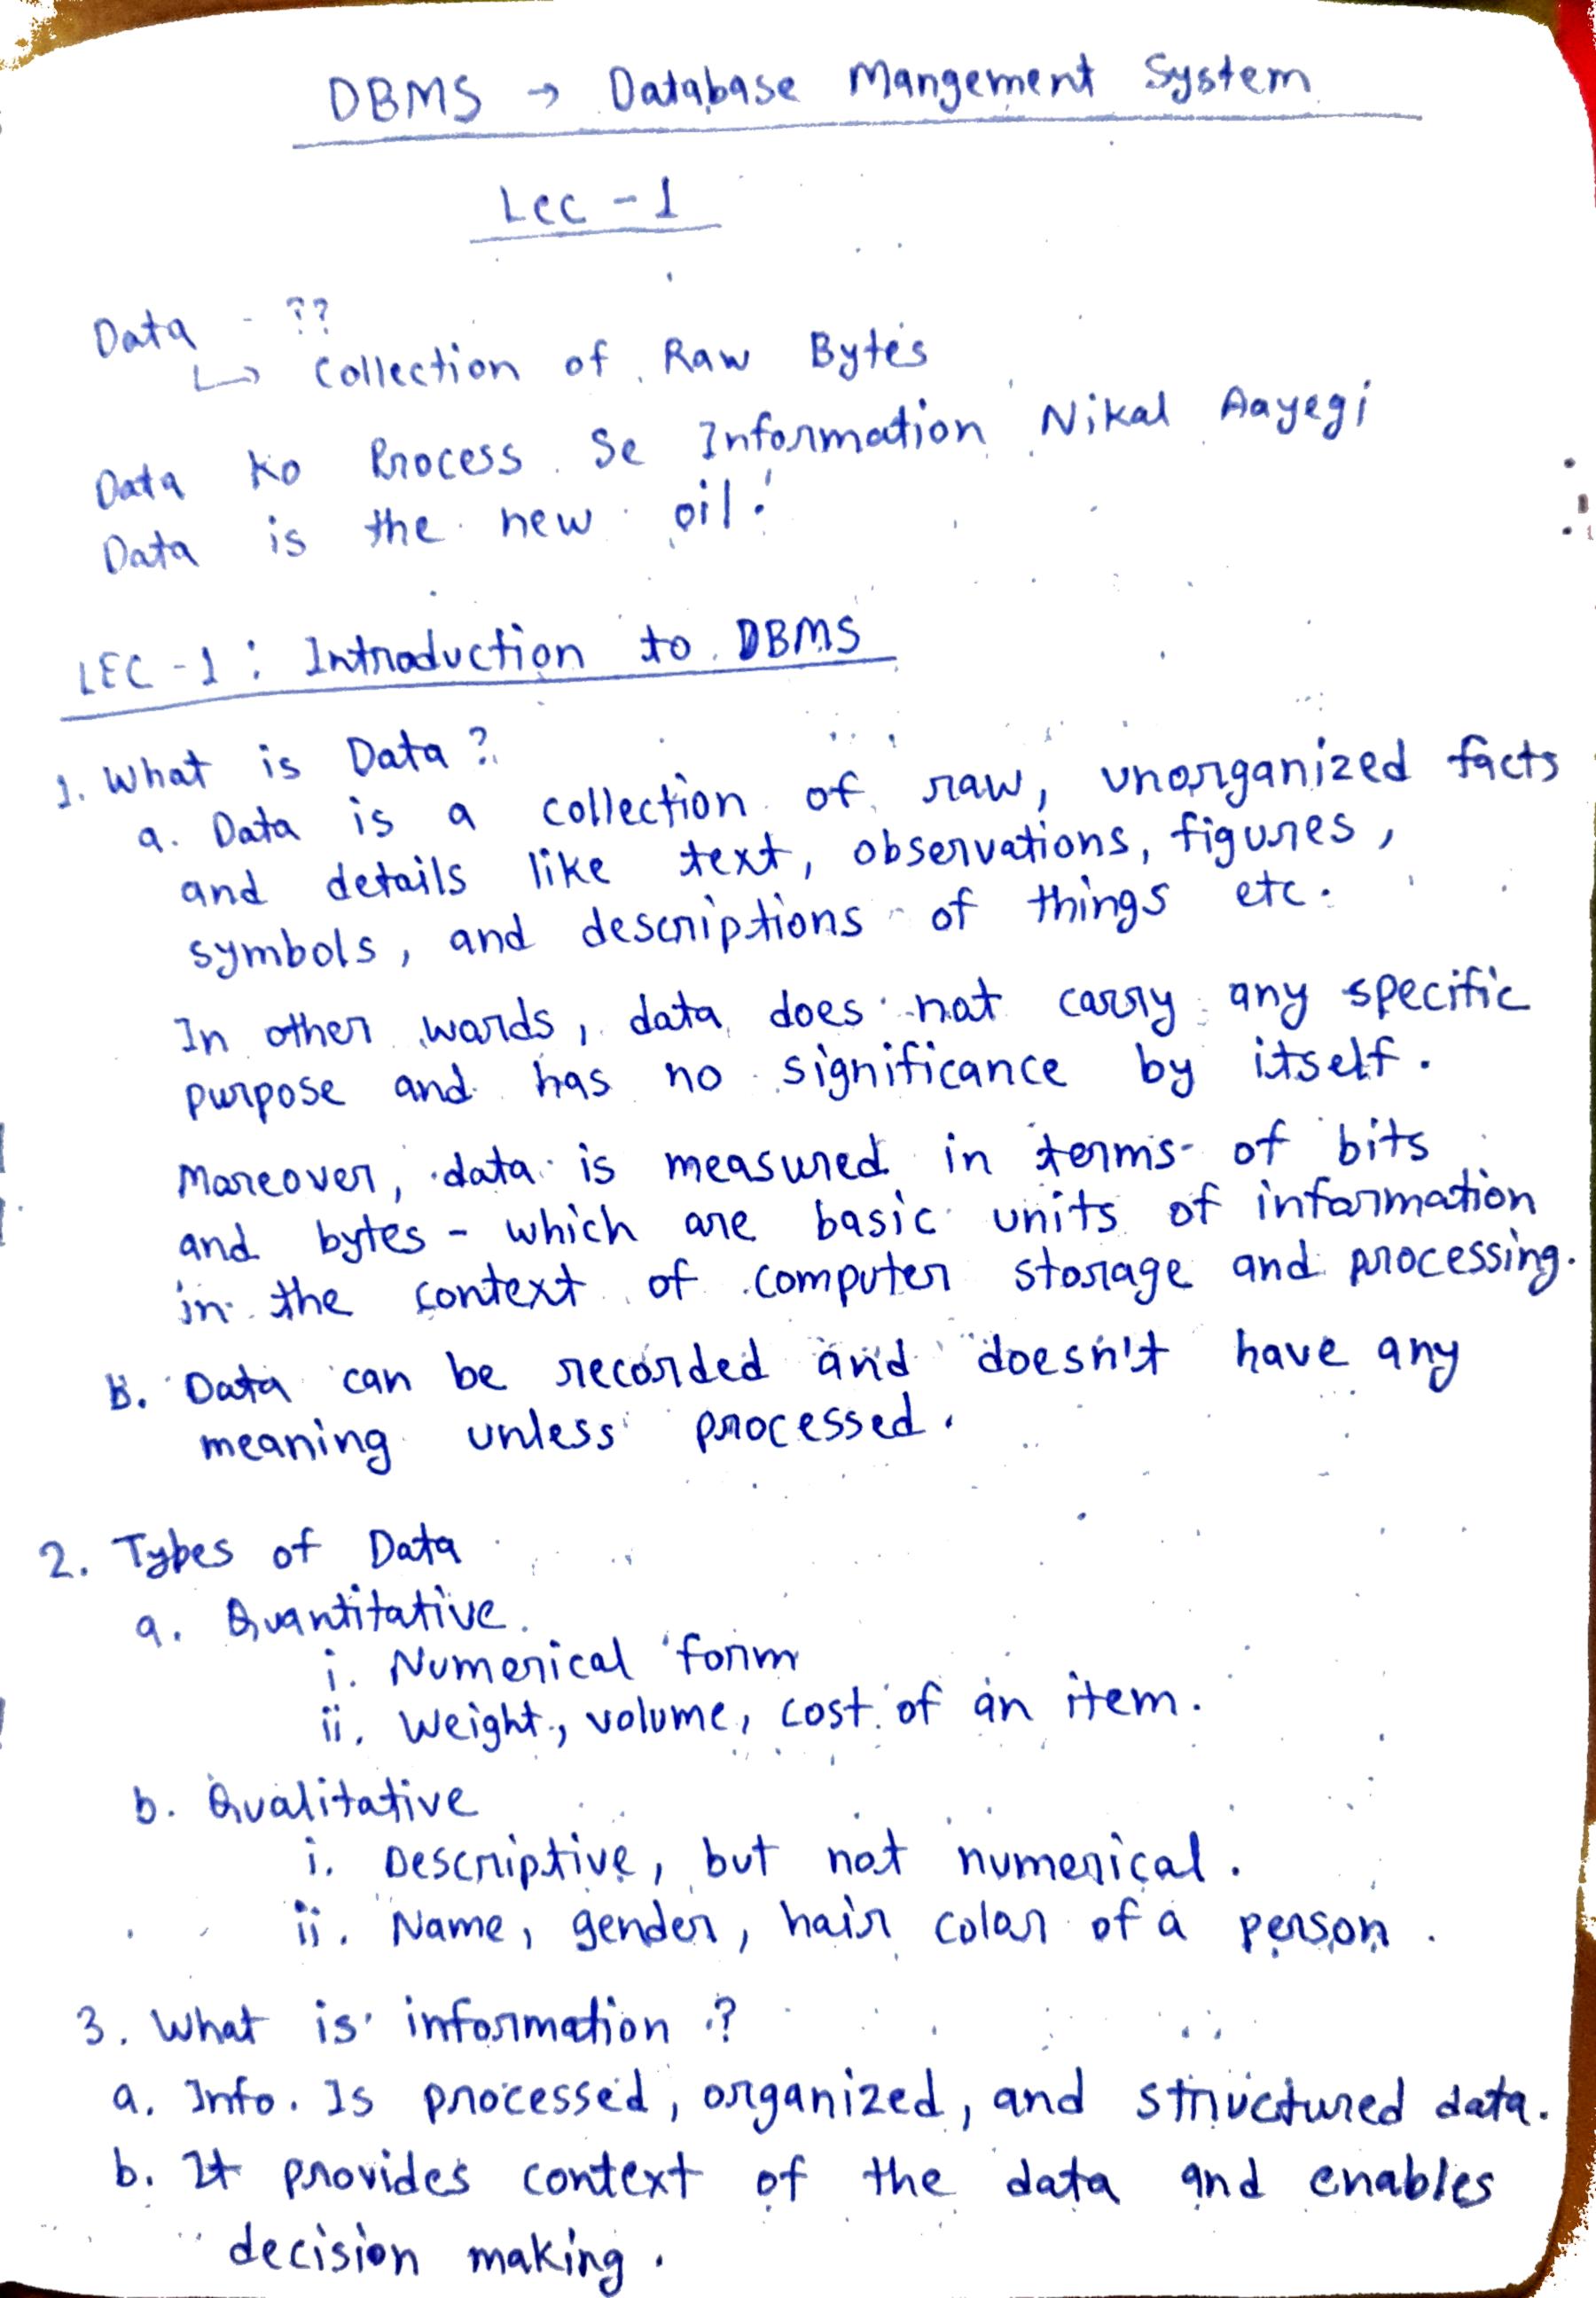 DBMS → Database Mangement System
Lec - 1
Data - ??
↳ Collection of Raw Bytes
Data ko Process Se Information Nikal Aayegi
Data is the new oil!
LEC - 1 : Introduction to DBMS
1. What is Data?
a. Data is a collection of raw, unorganized facts
and details like text, observations, figures,
symbols, and descriptions of things etc.
In other words, data does not carry any specific
purpose and has no significance by itself.
Moreover, data is measured in terms of bits
and bytes - which are basic units of information
in the context of computer storage and processing.
b. Data can be recorded and doesn't have any
meaning unless processed.
2. Types of Data
a. Quantitative
i. Numerical form
ii. Weight, volume, cost of an item.
b. Qualitative
i. Descriptive, but not numerical.
ii. Name, gender, hair color of a person.
3. What is information ?
a. Info. Is processed, organized, and structured data.
b. It provides context of the data and enables
decision making.